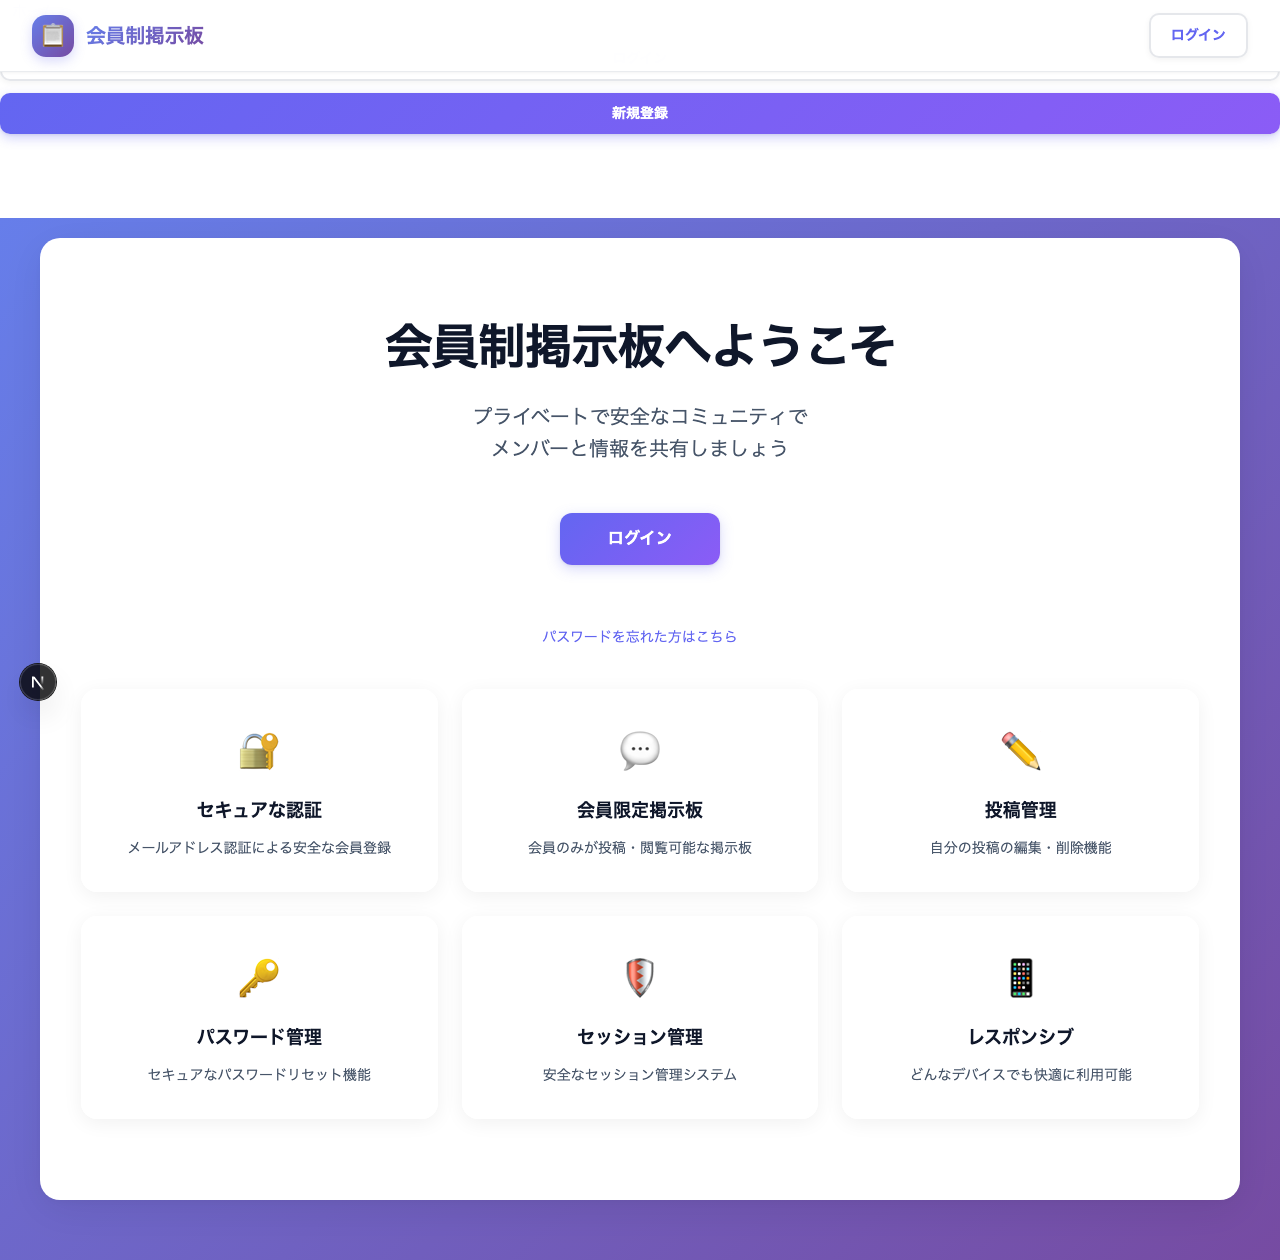 会員制掲示板
ログイン
新規登録
会員制掲示板へようこそ
プライベートで安全なコミュニティで
メンバーと情報を共有しましょう
ログイン
パスワードを忘れた方はこちら
N
セキュアな認証
メールアドレス認証による安全な会員登録
会員限定掲示板
会員のみが投稿・閲覧可能な掲示板
投稿管理
自分の投稿の編集・削除機能
パスワード管理
セキュアなパスワードリセット機能
セッション管理
安全なセッション管理システム
レスポンシブ
どんなデバイスでも快適に利用可能